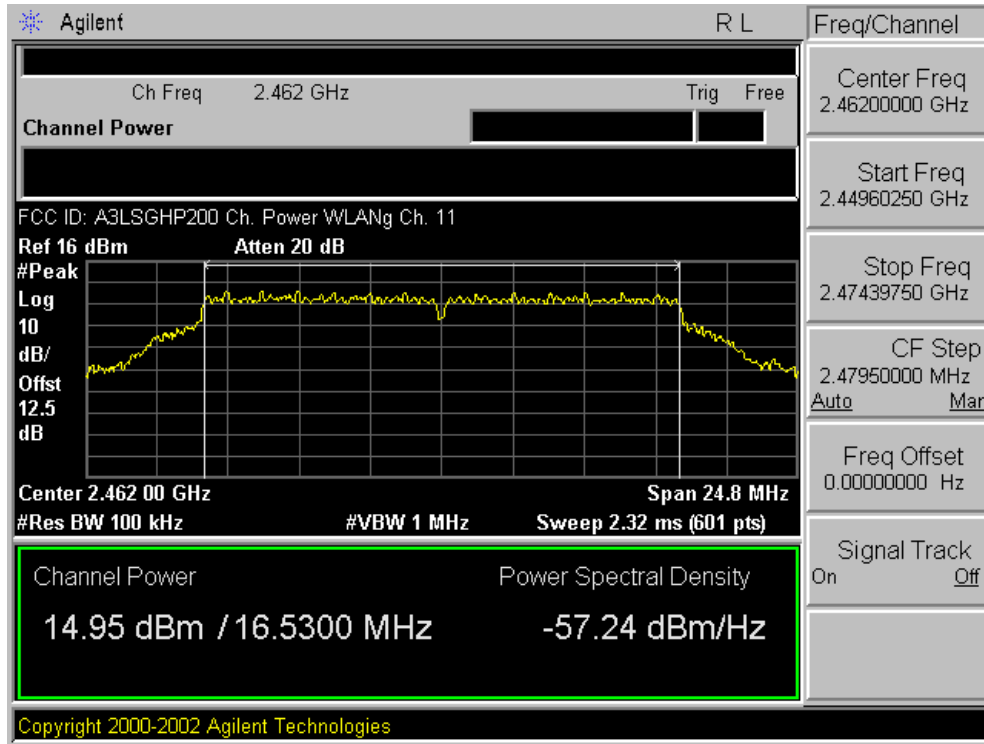 Agilent R L
Freq/Channel
Ch Freq 2.462 GHz Trig Free
Channel Power
FCC ID: A3LSGHP200 Ch. Power WLANg Ch. 11
Ref 16 dBm Atten 20 dB
#Peak
Log
10
dB/
Offst
12.5
dB
Center 2.462 00 GHz Span 24.8 MHz
#Res BW 100 kHz #VBW 1 MHz Sweep 2.32 ms (601 pts)
Channel Power Power Spectral Density
14.95 dBm / 16.5300 MHz -57.24 dBm/Hz
Center Freq
2.46200000 GHz
Start Freq
2.44960250 GHz
Stop Freq
2.47439750 GHz
CF Step
2.47950000 MHz
Auto Man
Freq Offset
0.00000000 Hz
Signal Track
On Off
Copyright 2000-2002 Agilent Technologies